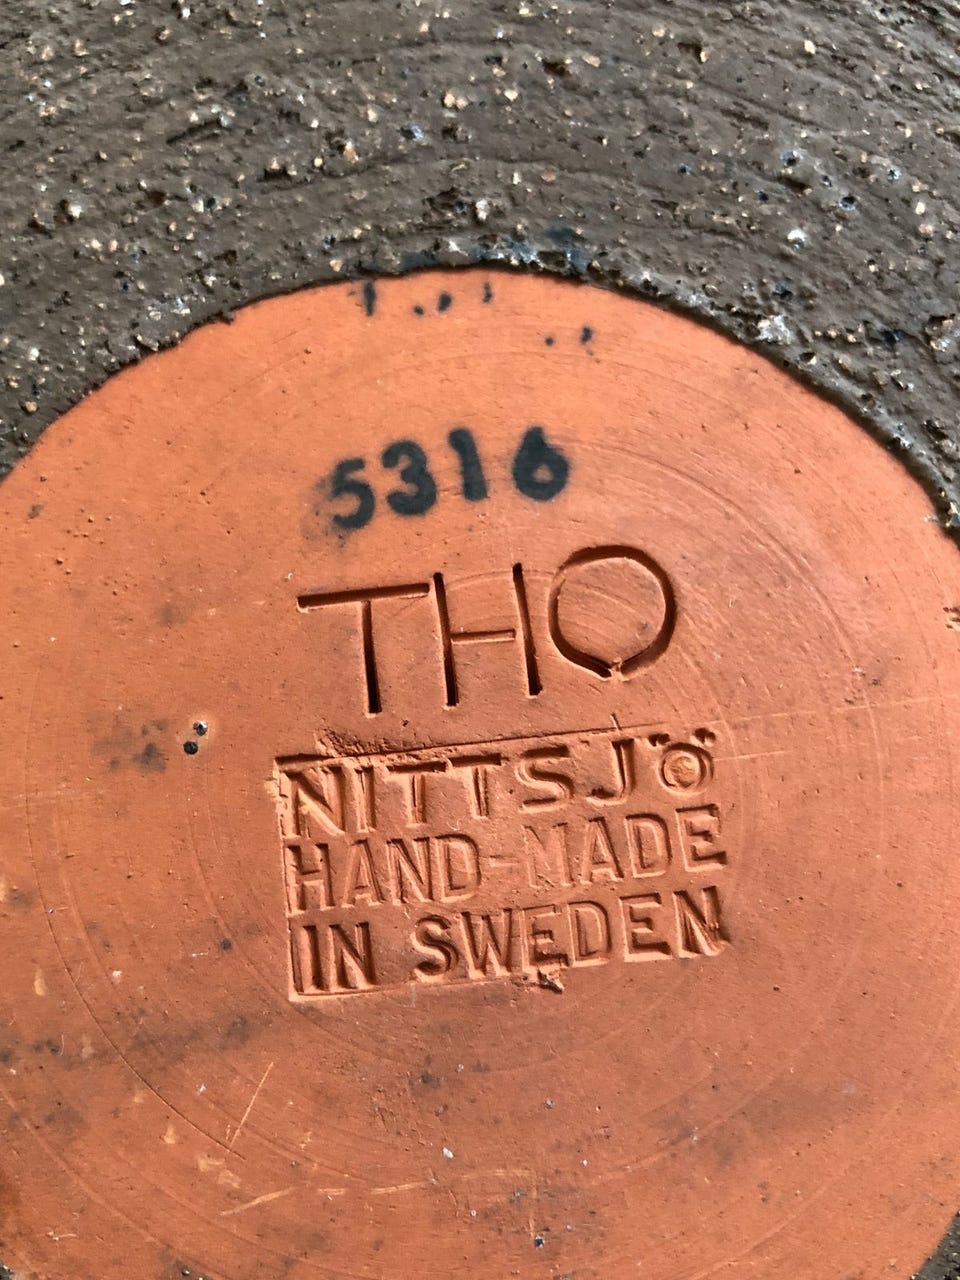 5316
THO
NITTSJÖ
HAND-MADE
IN SWEDEN